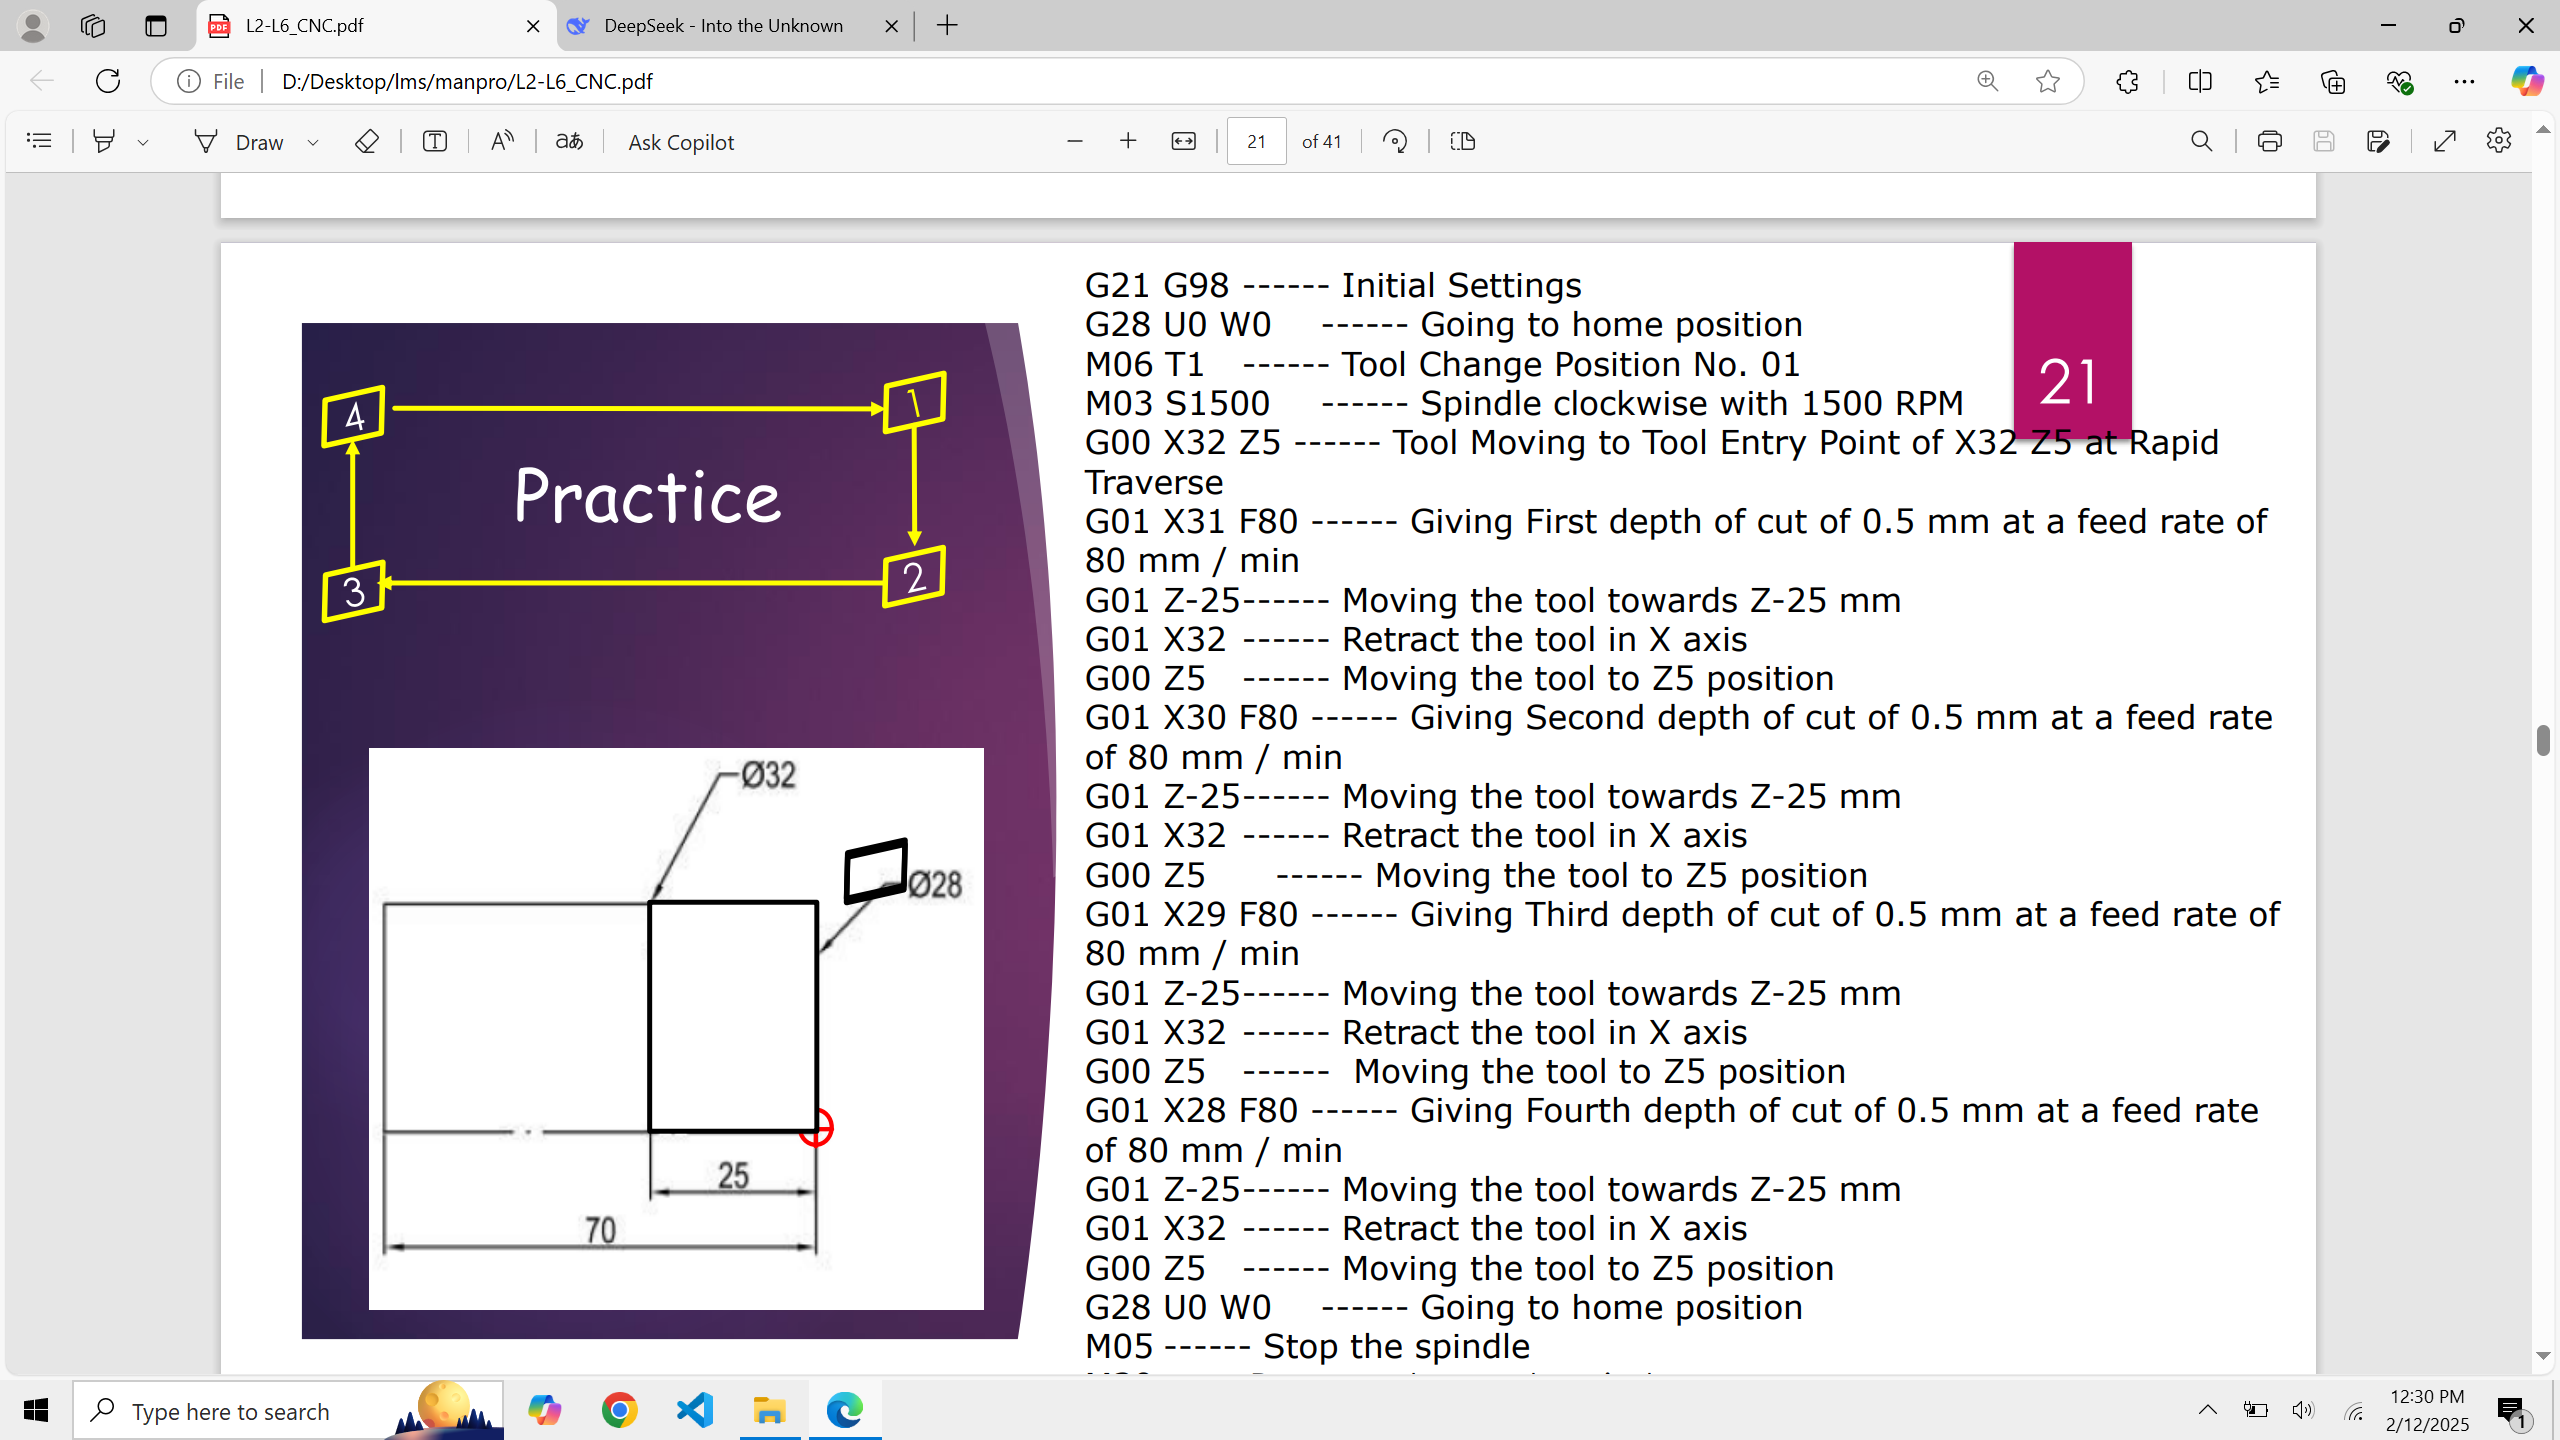 L2-L6_CNC.pdf
DeepSeek - Into the Unknown
File
D:/Desktop/lms/manpro/L2-L6_CNC.pdf
Draw
aあ
Ask Copilot
21
of 41
21
G21 G98 ------ Initial Settings
G28 U0 W0 ------ Going to home position
M06 T1 ------ Tool Change Position No. 01
M03 S1500 ------ Spindle clockwise with 1500 RPM
G00 X32 Z5 ------ Tool Moving to Tool Entry Point of X32 Z5 at Rapid
Traverse
G01 X31 F80 ------ Giving First depth of cut of 0.5 mm at a feed rate of
80 mm / min
G01 Z-25------ Moving the tool towards Z-25 mm
G01 X32 ------ Retract the tool in X axis
G00 Z5 ------ Moving the tool to Z5 position
G01 X30 F80 ------ Giving Second depth of cut of 0.5 mm at a feed rate
of 80 mm / min
G01 Z-25------ Moving the tool towards Z-25 mm
G01 X32 ------ Retract the tool in X axis
G00 Z5 ------ Moving the tool to Z5 position
G01 X29 F80 ------ Giving Third depth of cut of 0.5 mm at a feed rate of
80 mm / min
G01 Z-25------ Moving the tool towards Z-25 mm
G01 X32 ------ Retract the tool in X axis
G00 Z5 ------ Moving the tool to Z5 position
G01 X28 F80 ------ Giving Fourth depth of cut of 0.5 mm at a feed rate
of 80 mm / min
G01 Z-25------ Moving the tool towards Z-25 mm
G01 X32 ------ Retract the tool in X axis
G00 Z5 ------ Moving the tool to Z5 position
G28 U0 W0 ------ Going to home position
M05 ------ Stop the spindle
4
1
Practice
3
2
Ø32
Ø28
25
70
Type here to search
12:30 PM
2/12/2025
1